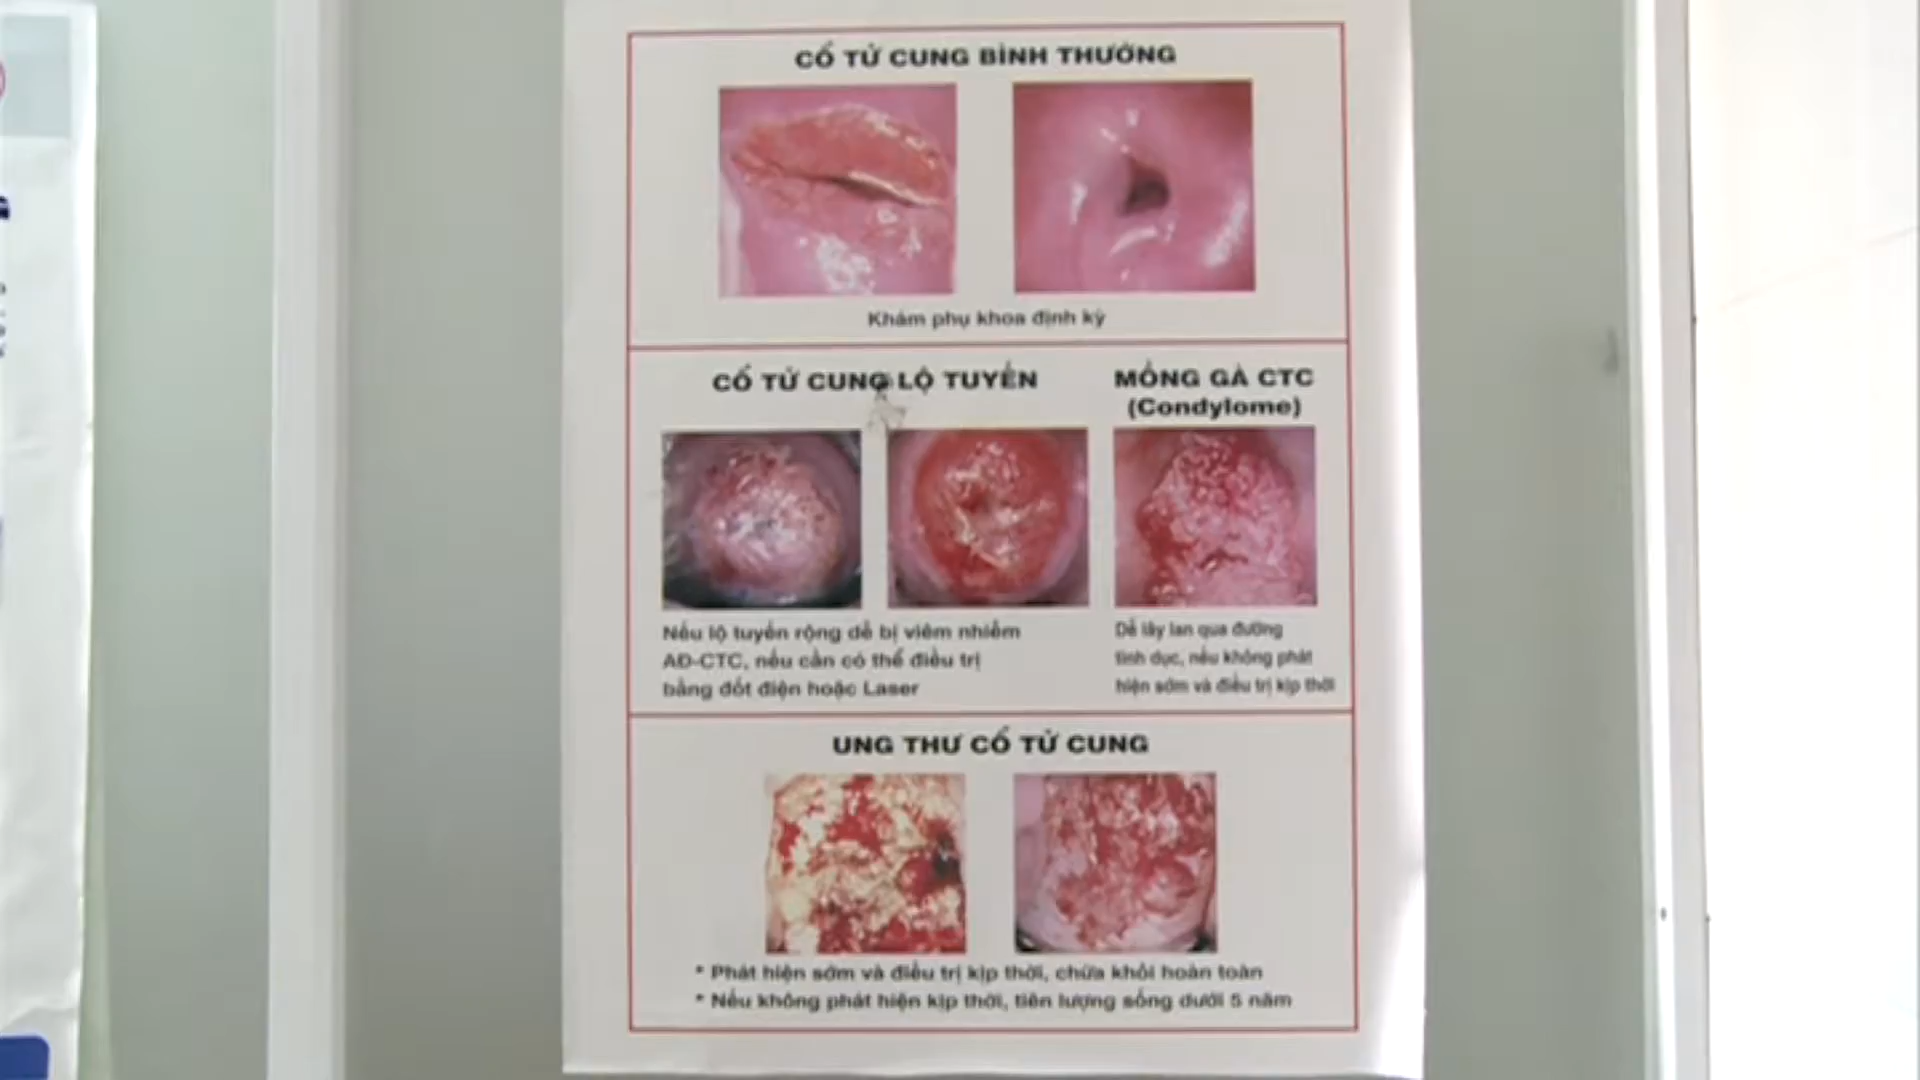 CỔ TỬ CUNG BÌNH THƯỜNG
Khám phụ khoa định kỳ
CỔ TỬ CUNG LỘ TUYẾN
MỒNG GÀ CTC
(Condylome)
Nếu lộ tuyến rộng dễ bị viêm nhiễm
AĐ-CTC, nếu cần có thể điều trị
bằng đốt điện hoặc Laser
Dễ lây lan qua đường
tình dục, nếu không phát
hiện sớm và điều trị kịp thời
UNG THƯ CỔ TỬ CUNG
* Phát hiện sớm và điều trị kịp thời, chữa khỏi hoàn toàn
* Nếu không phát hiện kịp thời, tiên lượng sống dưới 5 năm